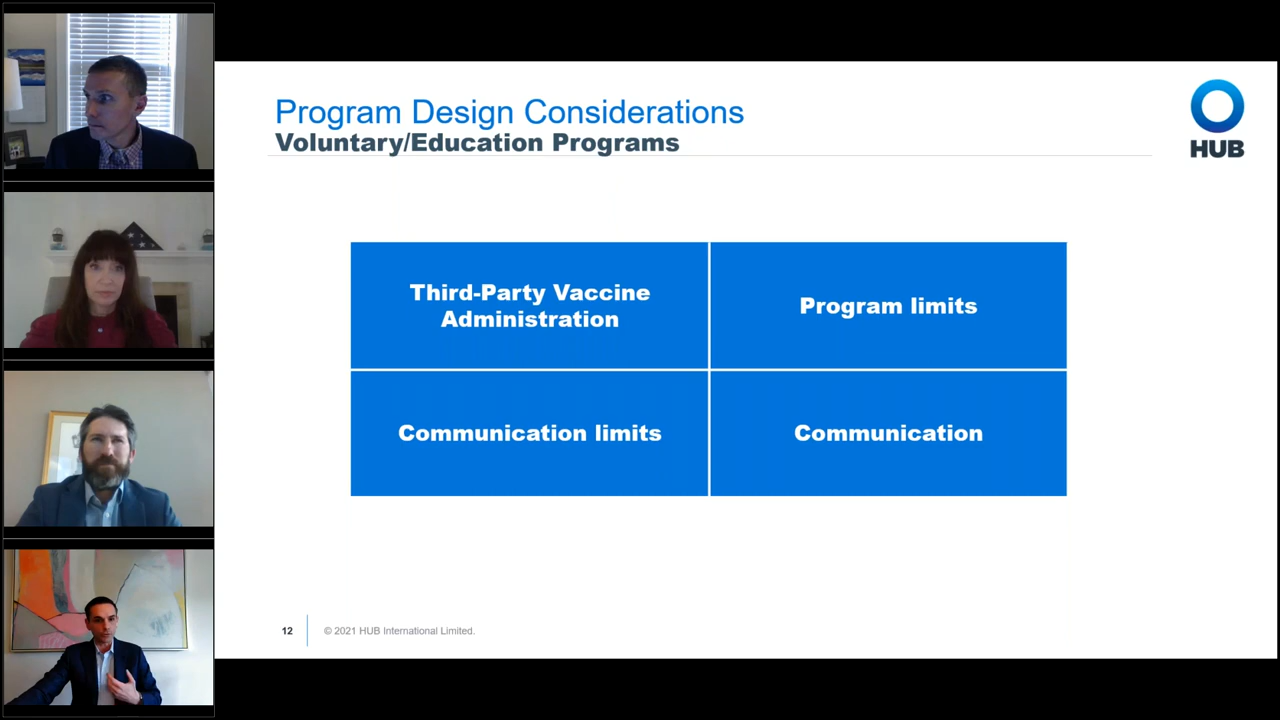 Program Design Considerations
Voluntary/Education Programs
HUB
Third-Party Vaccine
Administration
Program limits
Communication limits
Communication
12
© 2021 HUB International Limited.